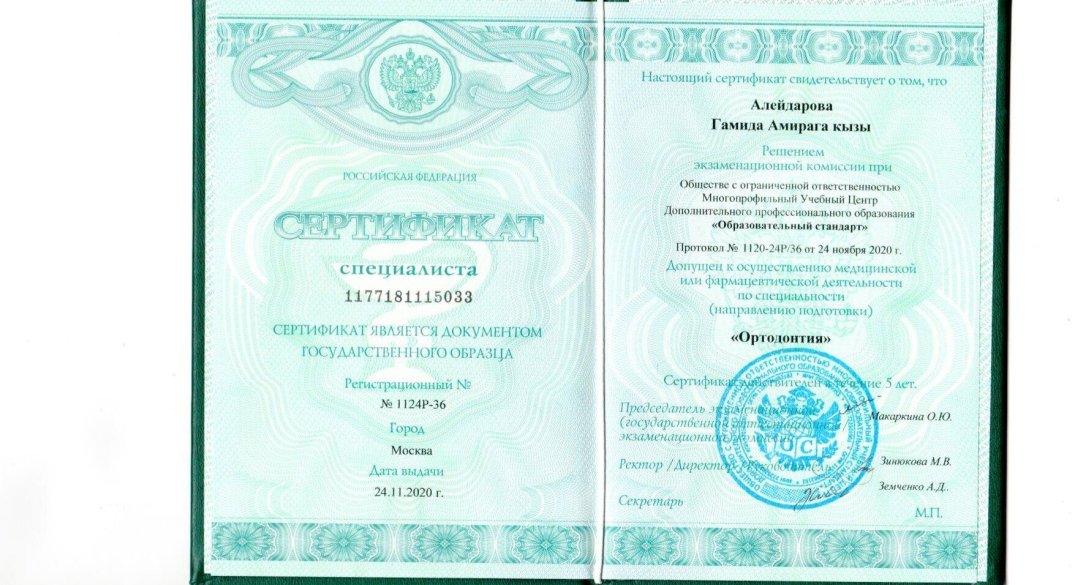 РОССИЙСКАЯ ФЕДЕРАЦИЯ
СЕРТИФИКАТ
специалиста
1177181115033
СЕРТИФИКАТ ЯВЛЯЕТСЯ ДОКУМЕНТОМ
ГОСУДАРСТВЕННОГО ОБРАЗЦА
Регистрационный №
№ 1124Р-36
Город
Москва
Дата выдачи
24.11.2020 г.
Настоящий сертификат свидетельствует о том, что
Алейдарова
Гамида Амирага кызы
Решением
экзаменационной комиссии при
Обществе с ограниченной ответственностью
Многопрофильный Учебный Центр
Дополнительного профессионального образования
«Образовательный стандарт»
Протокол № 1120-24Р/36 от 24 ноября 2020 г.
Допущен к осуществлению медицинской
или фармацевтической деятельности
по специальности
(направлению подготовки)
«Ортодонтия»
Сертификат действителен в течение 5 лет.
Председатель экзаменационной
(государственной аттестационной/
экзаменационной) комиссии
Макаркина О.Ю.
Ректор /Директор /Руководитель
Зинюкова М.В.
Земченко А.Д..
Секретарь
М.П.